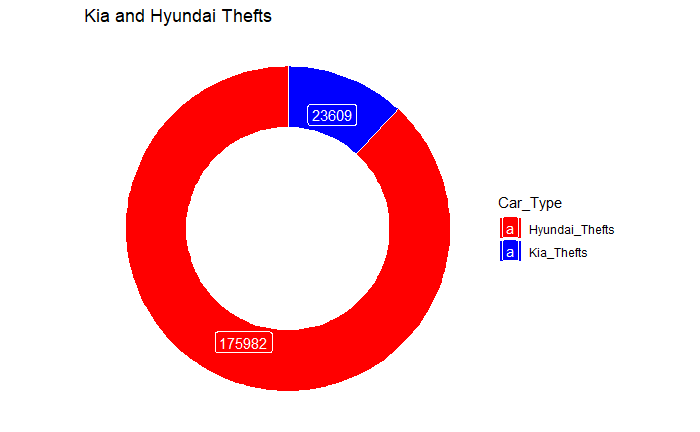 Kia and Hyundai Thefts
23609
175982
Car_Type
a Hyundai_Thefts
a Kia_Thefts